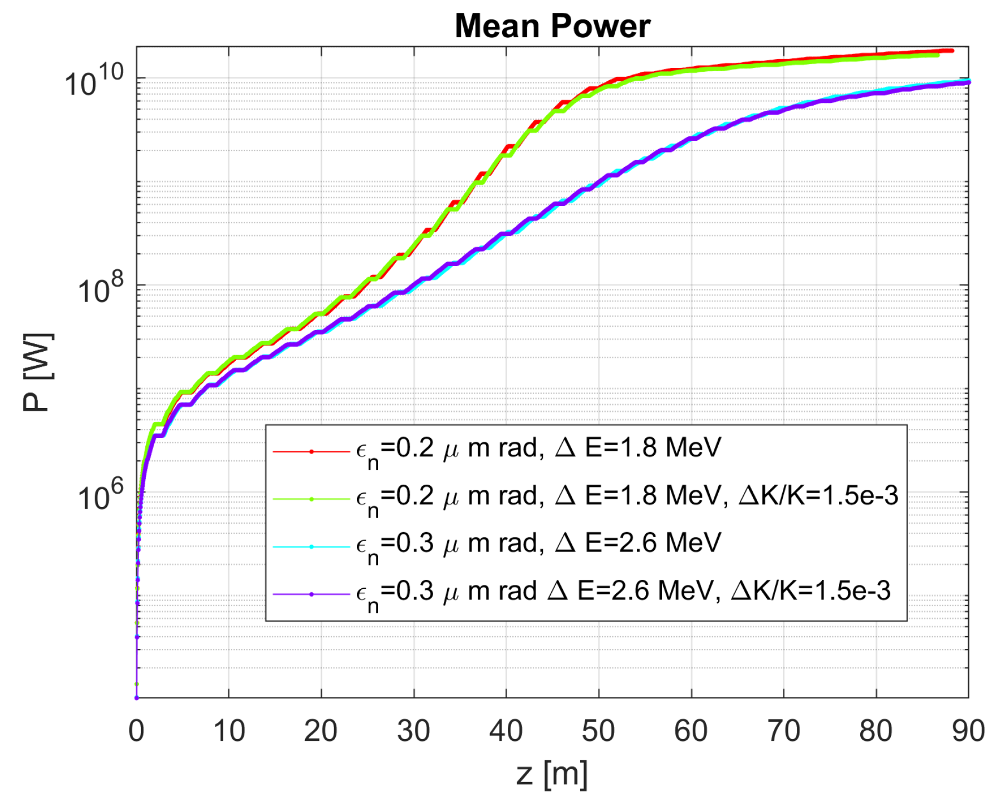 Mean Power
10^10
10^8
10^6
P [W]
ϵn=0.2 μ m rad, Δ E=1.8 MeV
ϵn=0.2 μ m rad, Δ E=1.8 MeV, ΔK/K=1.5e-3
ϵn=0.3 μ m rad, Δ E=2.6 MeV
ϵn=0.3 μ m rad Δ E=2.6 MeV, ΔK/K=1.5e-3
0 10 20 30 40 50 60 70 80 90
z [m]